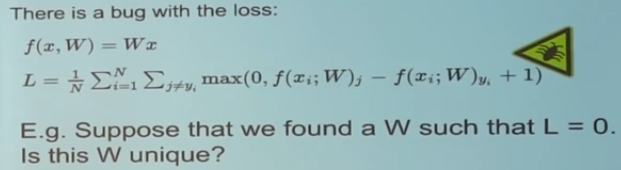 There is a bug with the loss:
f(x, W) = Wx
L = \frac{1}{N} \sum_{i=1}^{N} \sum_{j \neq y_i} max(0, f(x_i; W)_j − f(x_i; W)_{y_i} + 1)
E.g. Suppose that we found a W such that L = 0.
Is this W unique?